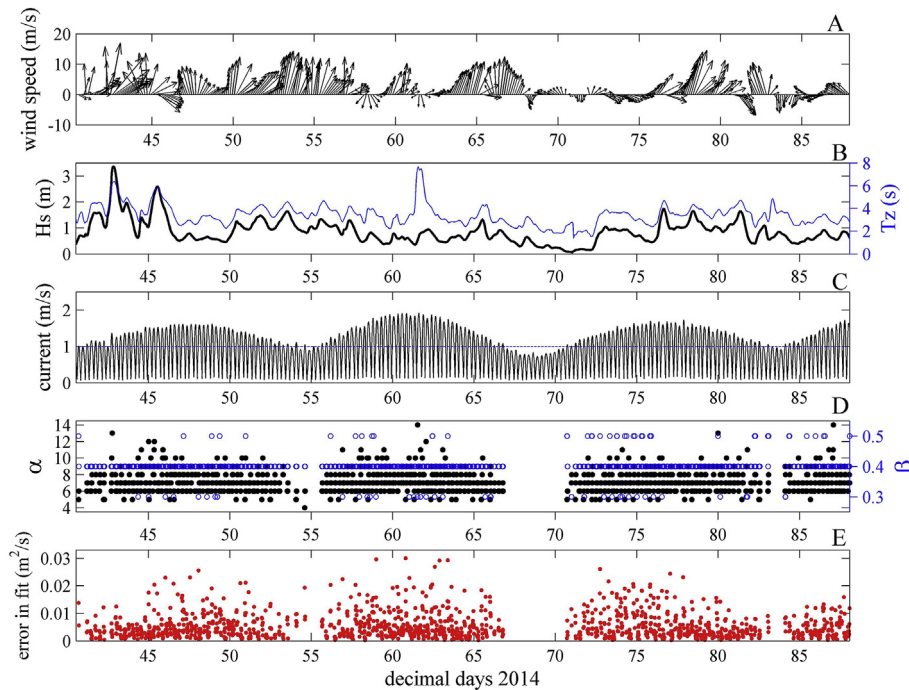 A
wind speed (m/s)
20
10
0
-10
45 50 55 60 65 70 75 80 85
B
Hs (m)
3
2
1
0
8
6
4
2
0
Tz (s)
45 50 55 60 65 70 75 80 85
C
current (m/s)
2
1
0
45 50 55 60 65 70 75 80 85
D
α
14
12
10
8
6
4
0.5
0.4
0.3
β
45 50 55 60 65 70 75 80 85
E
error in fit (m²/s)
0.03
0.02
0.01
0
45 50 55 60 65 70 75 80 85
decimal days 2014